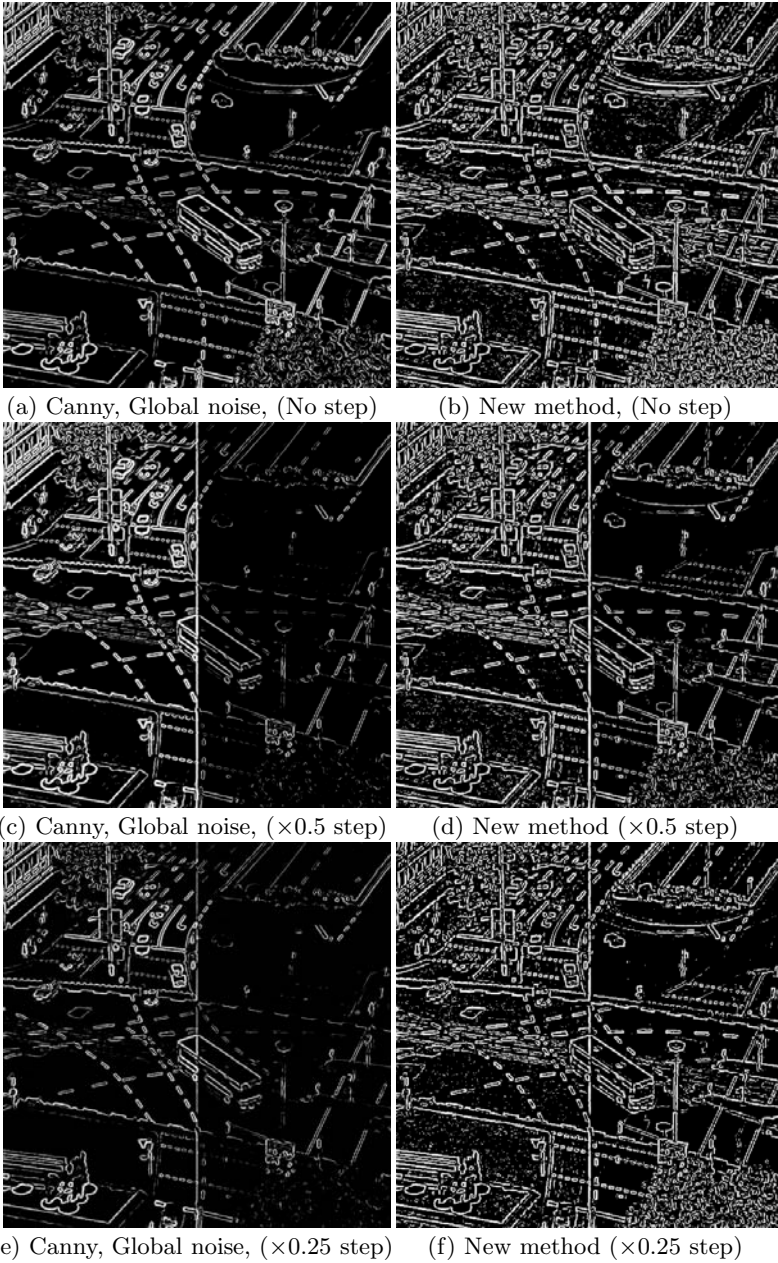 (a) Canny, Global noise, (No step)
(b) New method, (No step)
(c) Canny, Global noise, (×0.5 step)
(d) New method (×0.5 step)
e) Canny, Global noise, (×0.25 step)
(f) New method (×0.25 step)